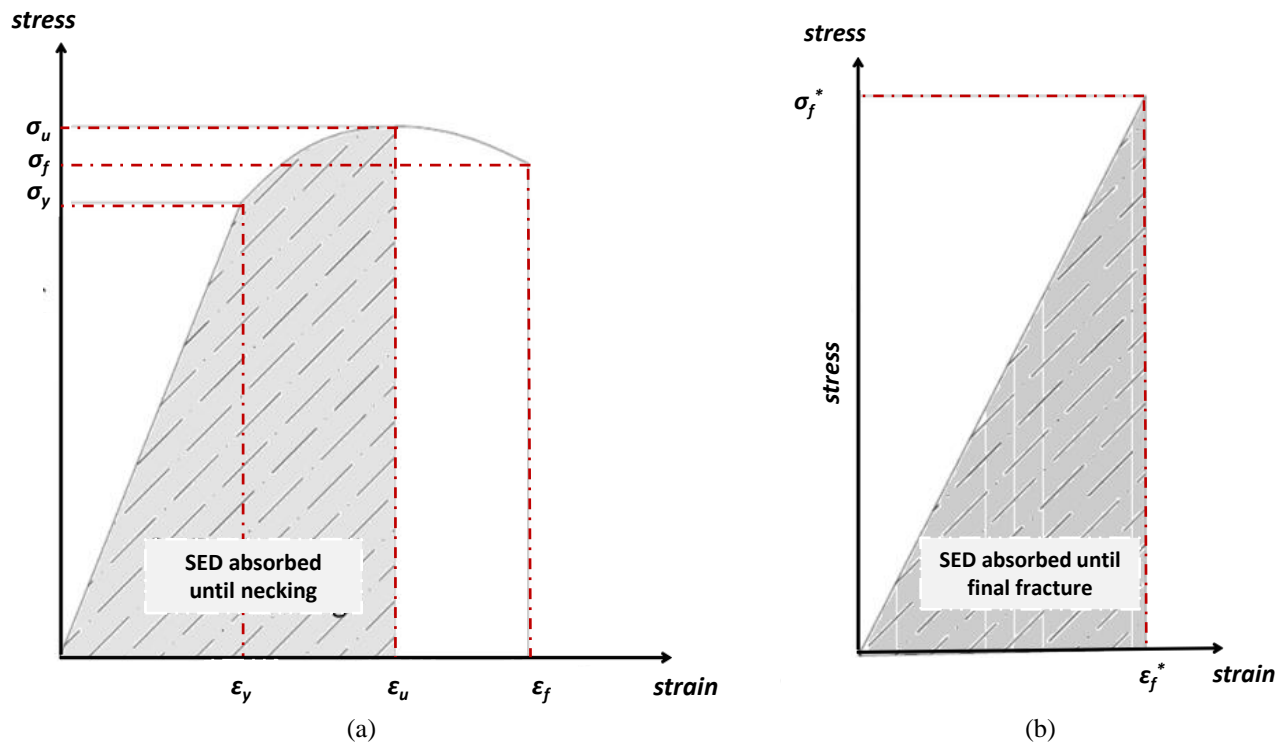 stress
σu
σf
σy
SED absorbed
until necking
εy
εu
εf
strain
(a)
stress
σf*
stress
SED absorbed until
final fracture
εf*
strain
(b)